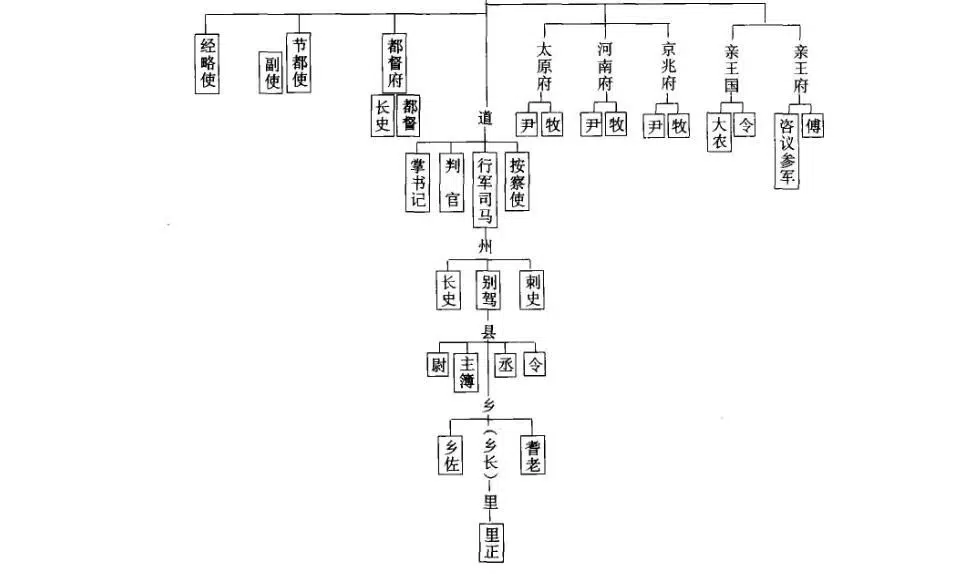 经略使
节都使
副使
都督府
长史
都督
道
太原府
尹
牧
河南府
尹
牧
京兆府
尹
牧
亲王国
大农
令
亲王府
咨议参军
傅
掌书记
判官
行军司马
按察使
州
长史
别驾
刺史
县
尉
主簿
丞
令
乡
(乡长)
乡佐
耆老
里
里正